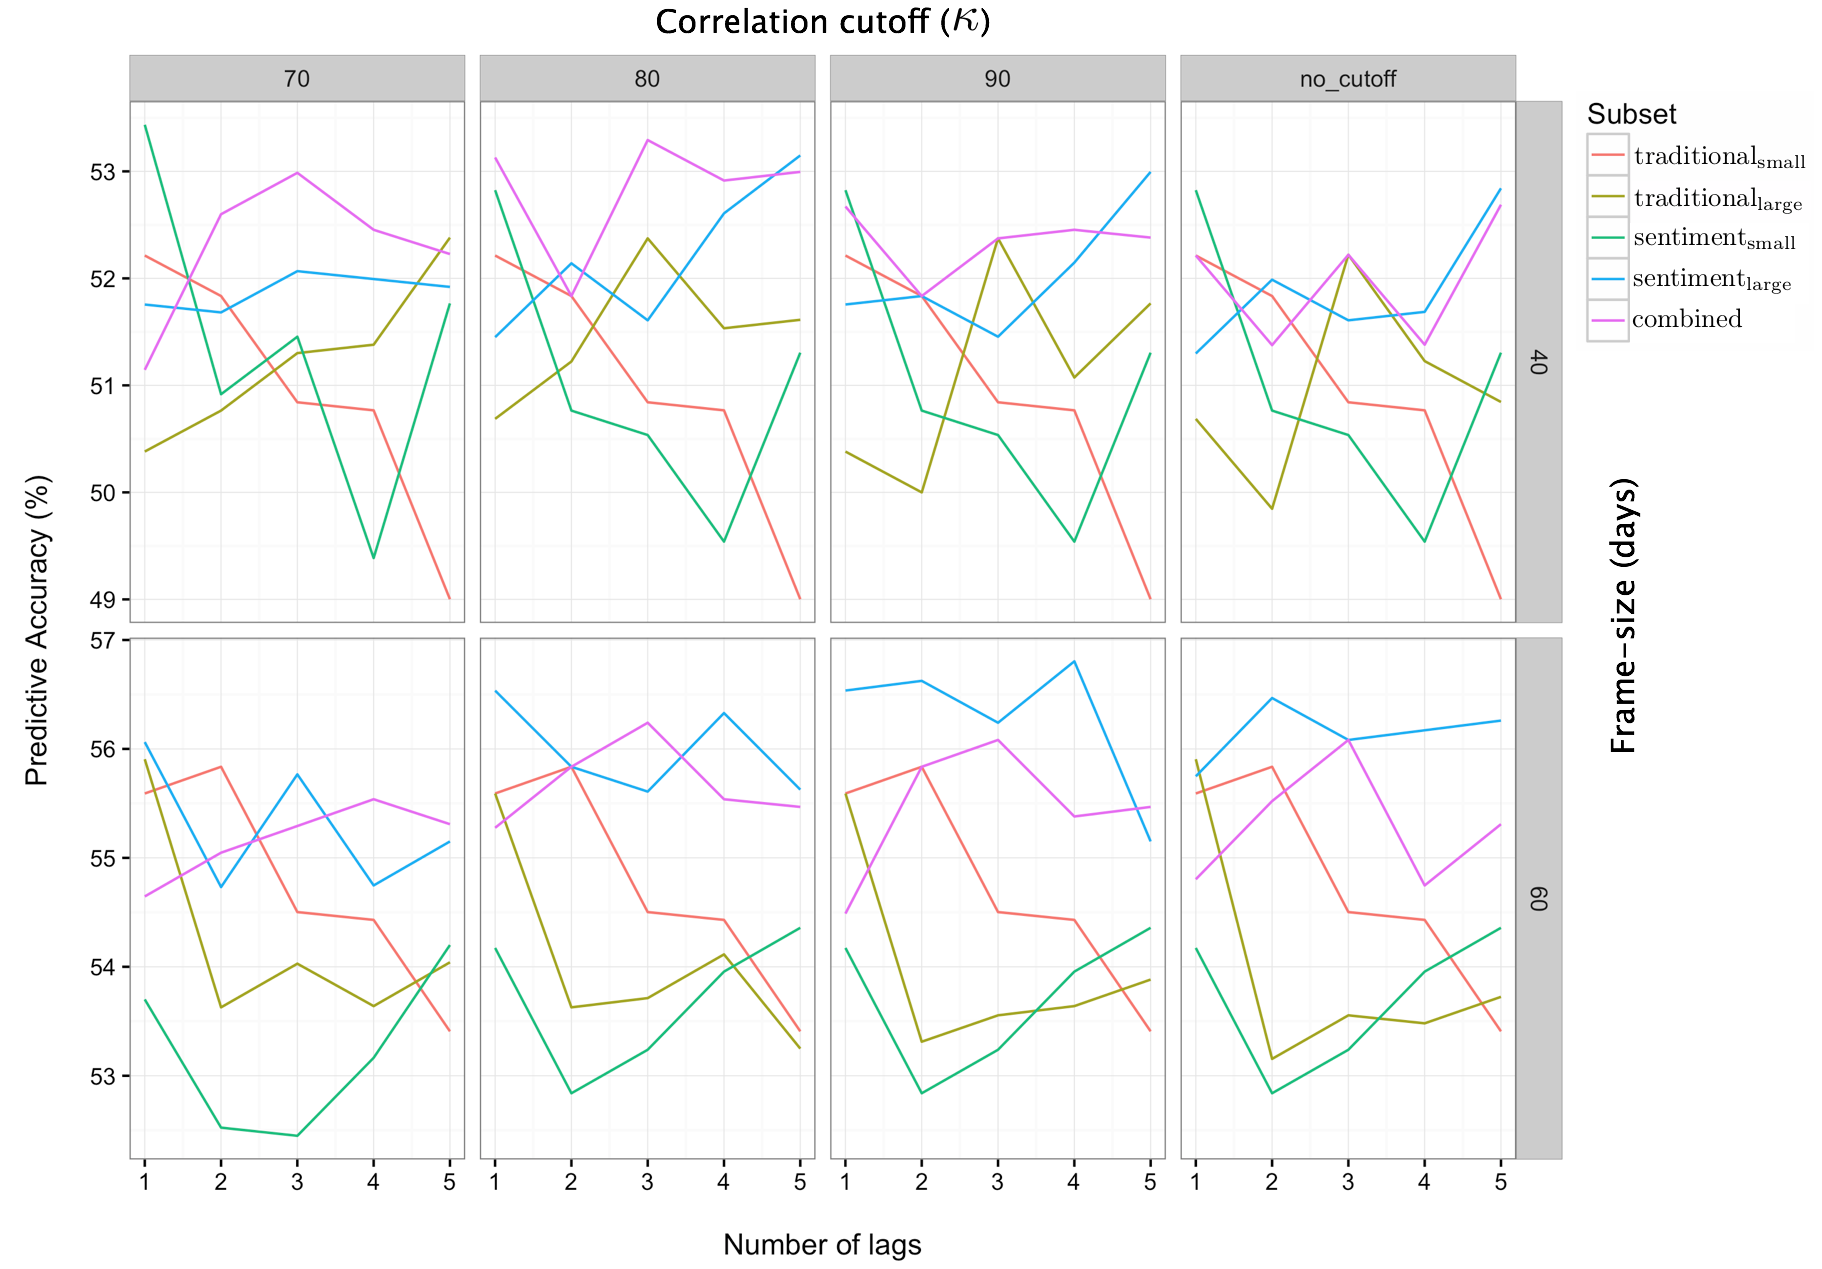 Correlation cutoff (κ)
70 80 90 no_cutoff
Subset
traditional_small
traditional_large
sentiment_small
sentiment_large
combined
Predictive Accuracy (%)
53
52
51
50
49
40
57
56
55
54
53
60
Frame-size (days)
1 2 3 4 5 1 2 3 4 5 1 2 3 4 5 1 2 3 4 5
Number of lags